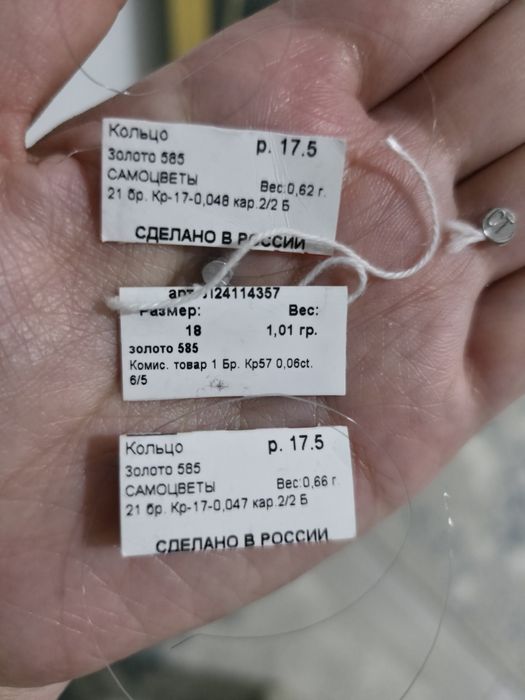 Кольцо р. 17.5
Золото 585
САМОЦВЕТЫ Вес:0,62 г.
21 бр. Кр-17-0,048 кар.2/2 Б
СДЕЛАНО В РОССИИ
арт. 124114357
Размер: Вес:
18 1,01 гр.
золото 585
Комис. товар 1 Бр. Кр57 0,06ct.
6/5
Кольцо р. 17.5
Золото 585
САМОЦВЕТЫ Вес:0,66 г.
21 бр. Кр-17-0,047 кар.2/2 Б
СДЕЛАНО В РОССИИ